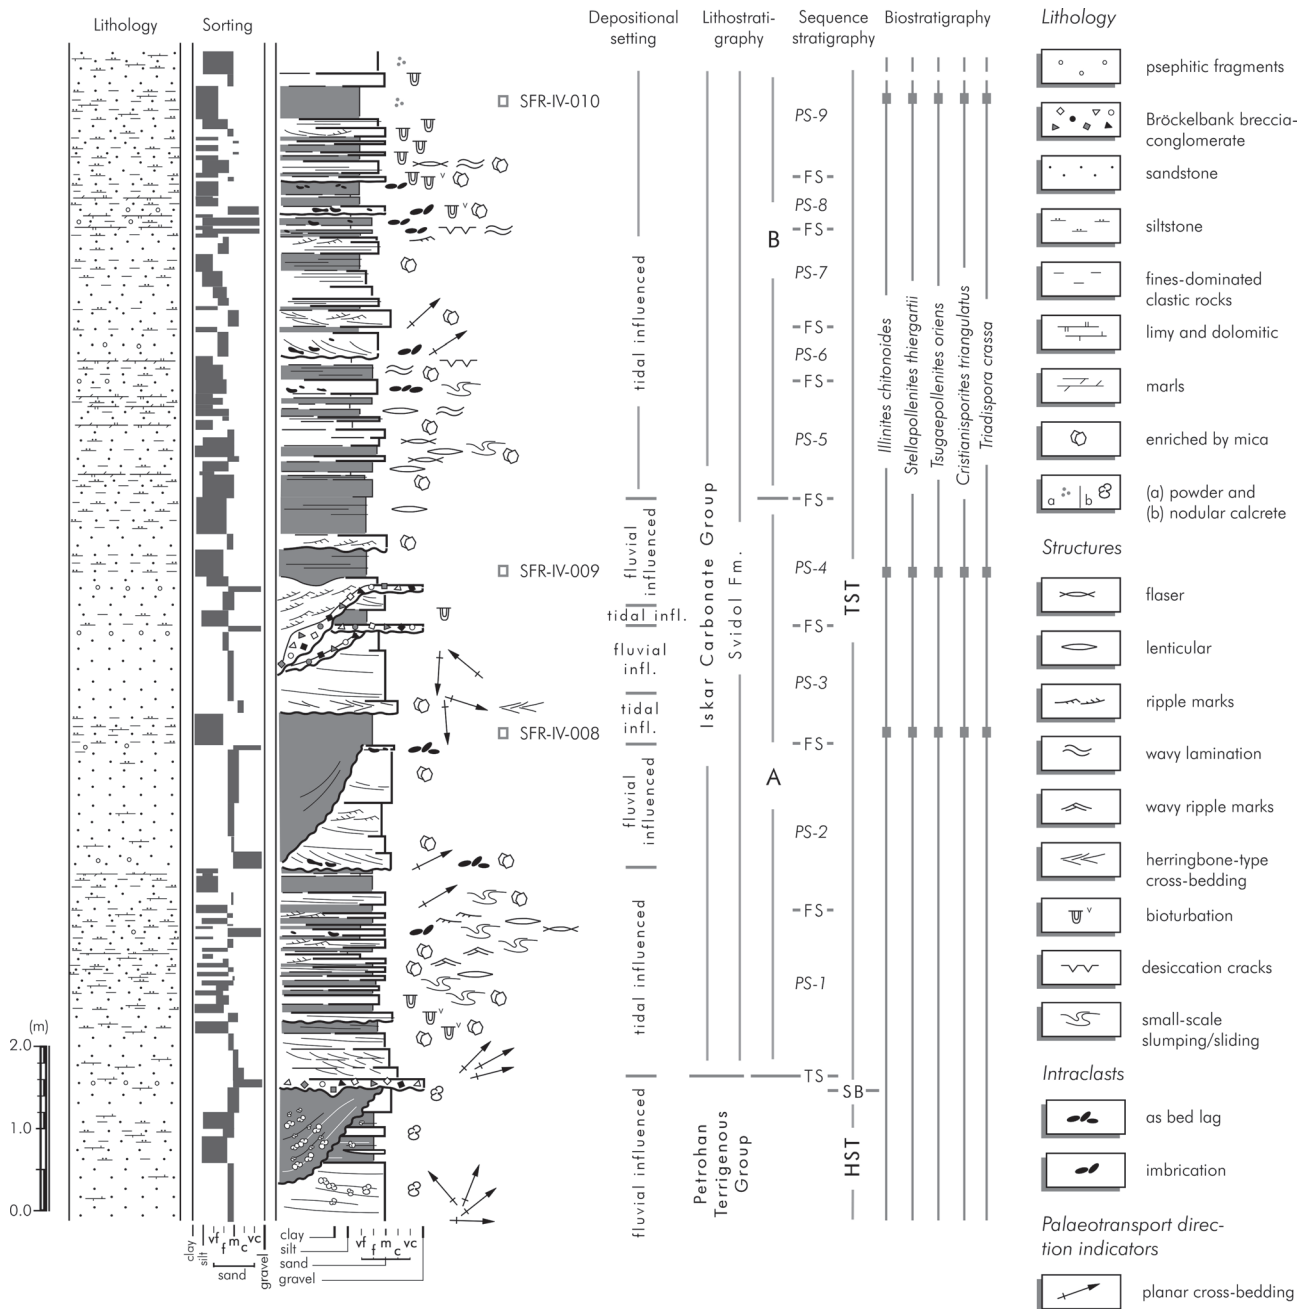 Lithology
Sorting
Depositional
setting
Lithostrati-
graphy
Sequence
stratigraphy
Biostratigraphy
SFR-IV-010
SFR-IV-009
SFR-IV-008
tidal influenced
fluvial
influenced
tidal infl.
fluvial
infl.
tidal
infl.
fluvial
influenced
tidal influenced
fluvial influenced
Iskar Carbonate Group
Svidol Fm.
Petrohan
Terrigenous
Group
B
A
PS-9
FS
PS-8
FS
PS-7
FS
PS-6
FS
PS-5
FS
PS-4
FS
PS-3
FS
PS-2
FS
PS-1
TS
SB
TST
HST
Illinites chitonoides
Stellapollenites thiergartii
Tsugaepollenites oriens
Cristianisporites triangulatus
Triadispora crassa
(m)
2.0
1.0
0.0
clay
silt
vf
f
m
c
vc
gravel
sand
clay
silt
sand
gravel
vf
f
m
c
vc
Lithology
psephitic fragments
Bröckelbank breccia-
conglomerate
sandstone
siltstone
fines-dominated
clastic rocks
limy and dolomitic
marls
enriched by mica
a
b
(a) powder and
(b) nodular calcrete
Structures
flaser
lenticular
ripple marks
wavy lamination
wavy ripple marks
herringbone-type
cross-bedding
v
bioturbation
desiccation cracks
small-scale
slumping/sliding
Intraclasts
as bed lag
imbrication
Palaeotransport direc-
tion indicators
planar cross-bedding